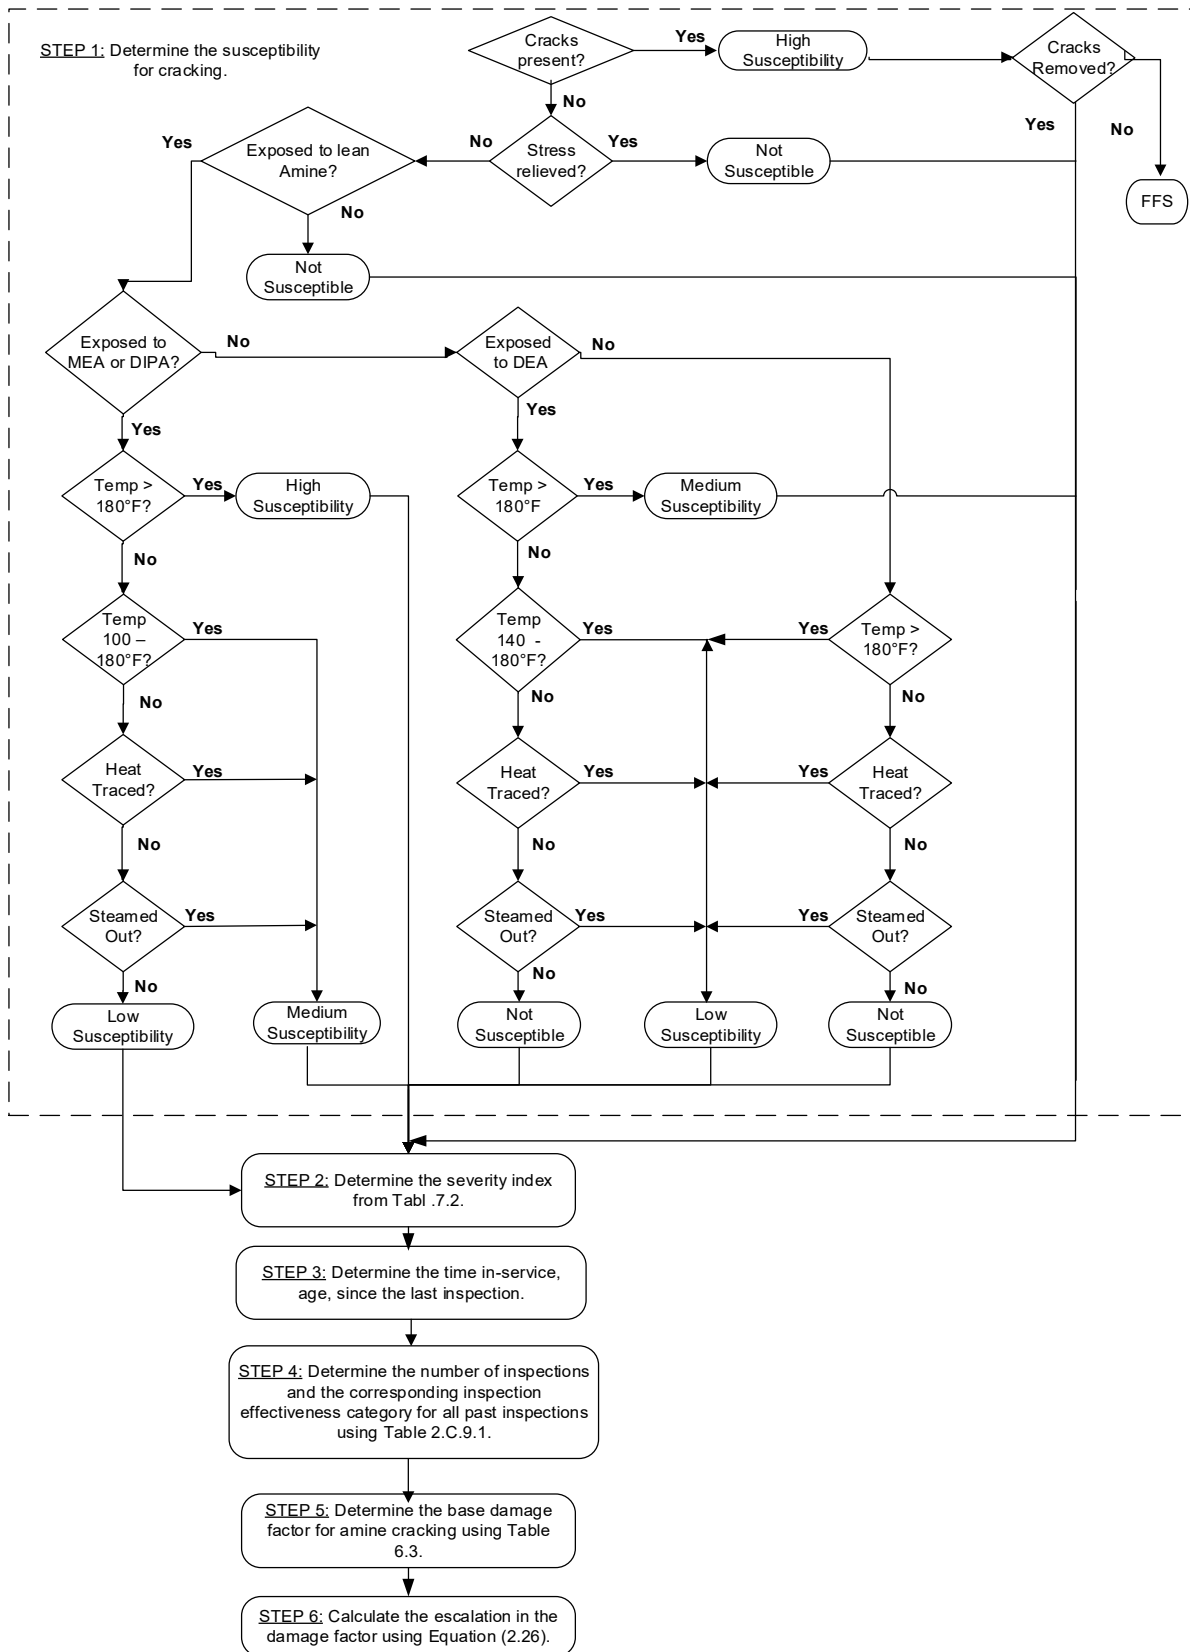 STEP 1: Determine the susceptibility
for cracking.
Cracks
present?
Yes
High
Susceptibility
Cracks
Removed?
No
Yes
No
FFS
Stress
relieved?
Yes
Not
Susceptible
No
Exposed to lean
Amine?
Yes
No
Not
Susceptible
Exposed to
MEA or DIPA?
No
Exposed
to DEA
No
Yes
Yes
Temp >
180°F?
Yes
High
Susceptibility
Temp >
180°F
Yes
Medium
Susceptibility
No
No
Temp
100 –
180°F?
Yes
Temp
140 -
180°F?
Yes
Yes
Temp >
180°F?
No
No
No
Heat
Traced?
Yes
Heat
Traced?
Yes
Yes
Heat
Traced?
No
No
No
Steamed
Out?
Yes
Steamed
Out?
Yes
Yes
Steamed
Out?
No
No
No
Low
Susceptibility
Medium
Susceptibility
Not
Susceptible
Low
Susceptibility
Not
Susceptible
STEP 2: Determine the severity index
from Tabl .7.2.
STEP 3: Determine the time in-service,
age, since the last inspection.
STEP 4: Determine the number of inspections
and the corresponding inspection
effectiveness category for all past inspections
using Table 2.C.9.1.
STEP 5: Determine the base damage
factor for amine cracking using Table
6.3.
STEP 6: Calculate the escalation in the
damage factor using Equation (2.26).